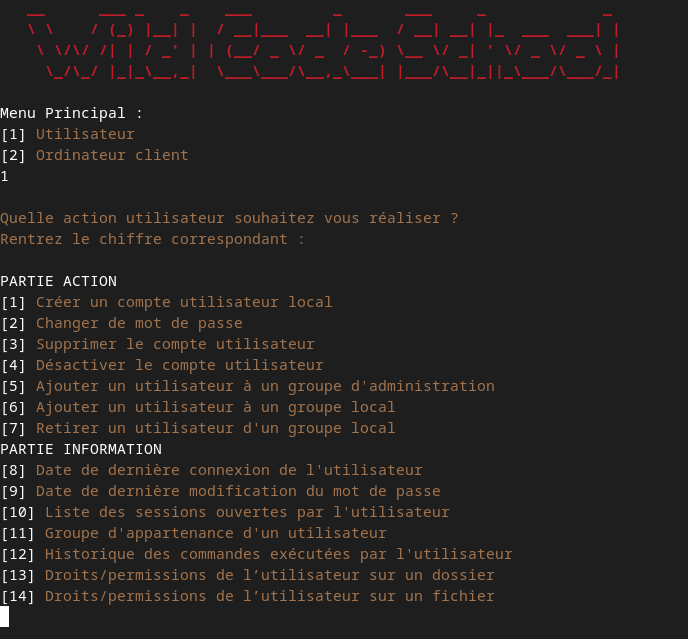 Wild Code School
Menu Principal :
[1] Utilisateur
[2] Ordinateur client
1
Quelle action utilisateur souhaitez vous réaliser ?
Rentrez le chiffre correspondant :
PARTIE ACTION
[1] Créer un compte utilisateur local
[2] Changer de mot de passe
[3] Supprimer le compte utilisateur
[4] Désactiver le compte utilisateur
[5] Ajouter un utilisateur à un groupe d'administration
[6] Ajouter un utilisateur à un groupe local
[7] Retirer un utilisateur d'un groupe local
PARTIE INFORMATION
[8] Date de dernière connexion de l'utilisateur
[9] Date de dernière modification du mot de passe
[10] Liste des sessions ouvertes par l'utilisateur
[11] Groupe d'appartenance d'un utilisateur
[12] Historique des commandes exécutées par l'utilisateur
[13] Droits/permissions de l’utilisateur sur un dossier
[14] Droits/permissions de l’utilisateur sur un fichier